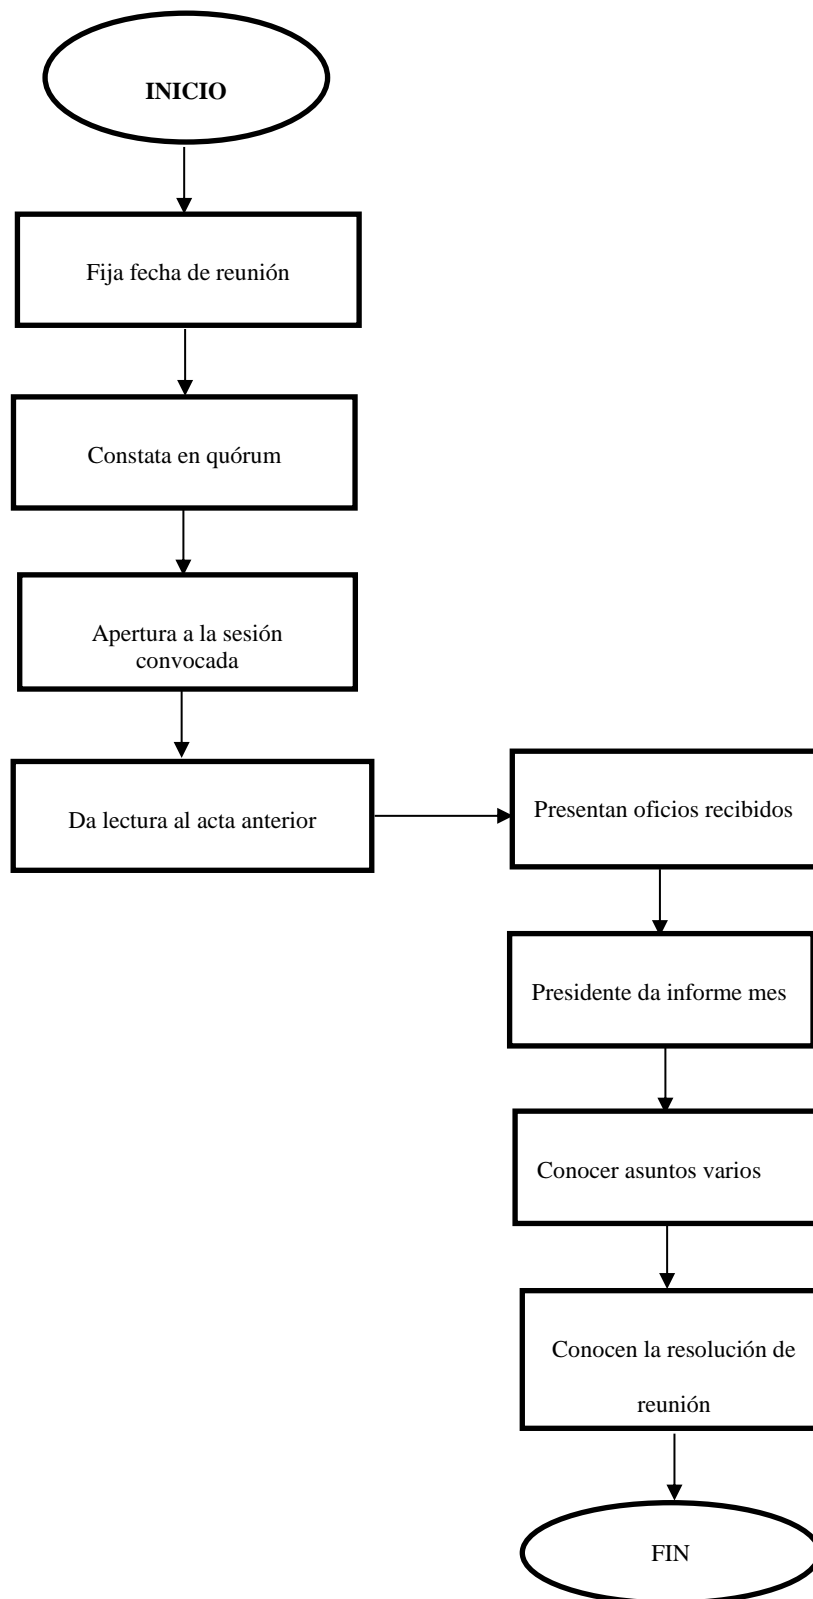 INICIO
Fija fecha de reunión
Constata en quórum
Apertura a la sesión
convocada
Da lectura al acta anterior
Presentan oficios recibidos
Presidente da informe mes
Conocer asuntos varios
Conocen la resolución de
reunión
FIN